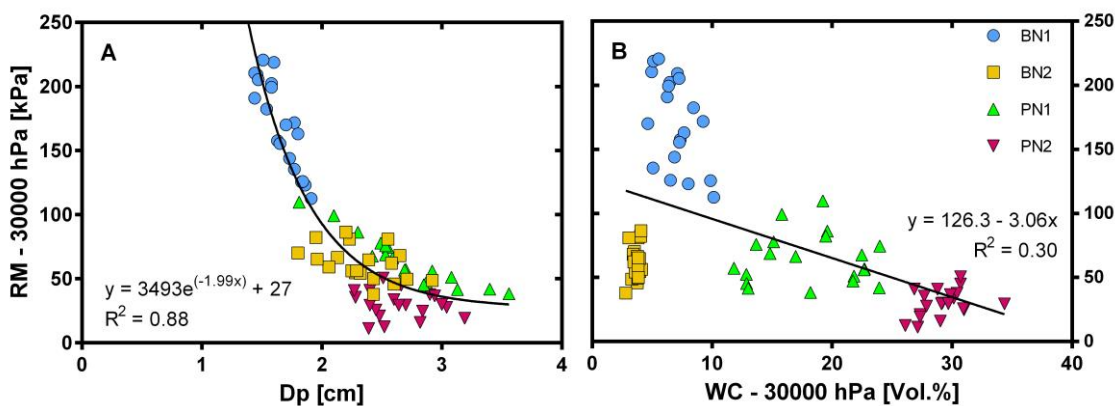 A
RM - 30000 hPa [kPa]
250
200
150
100
50
0
y = 3493e^(-1.99x) + 27
R² = 0.88
0
1
2
3
4
Dp [cm]
B
BN1
BN2
PN1
PN2
y = 126.3 - 3.06x
R² = 0.30
250
200
150
100
50
0
0
10
20
30
40
WC - 30000 hPa [Vol.%]